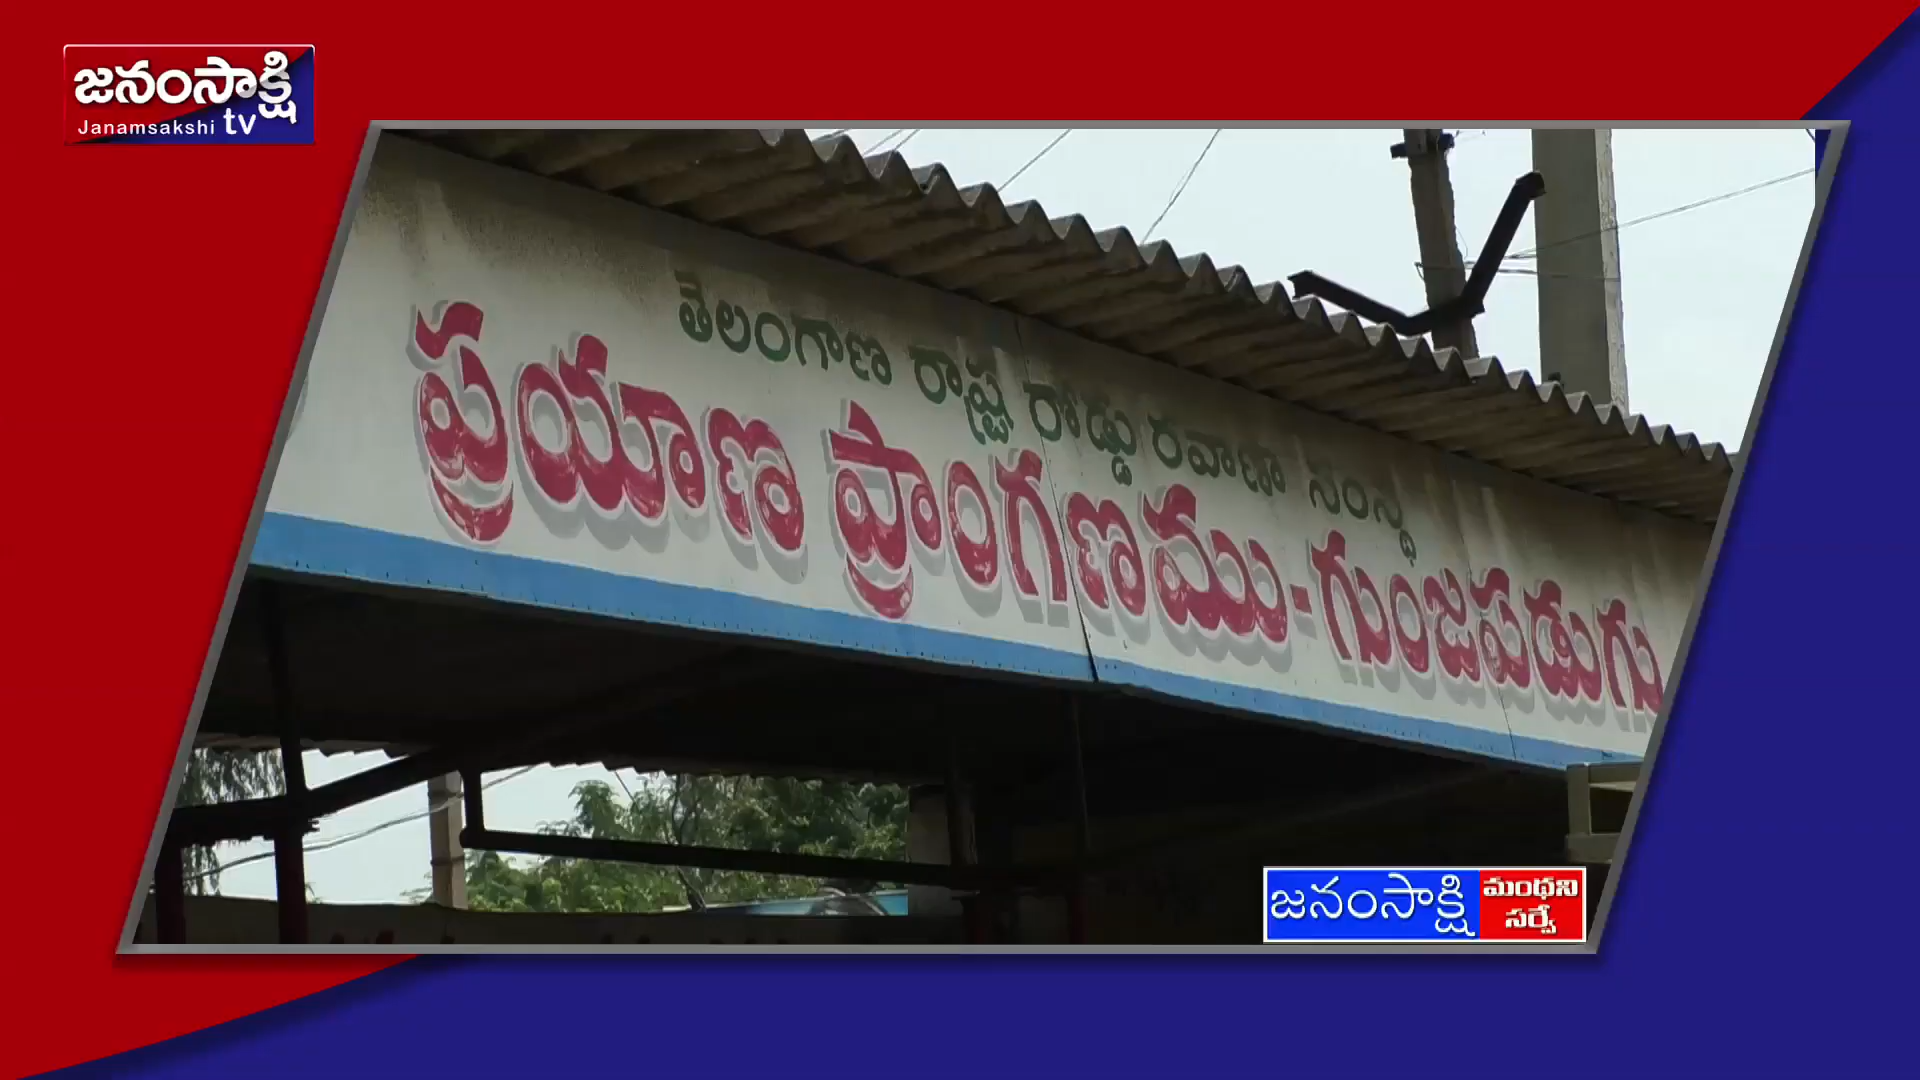 జనంసాక్షి
Janamsakshi tv
తెలంగాణ రాష్ట్ర రోడ్డు రవాణా సంస్థ
ప్రయాణ ప్రాంగణము-గుంజపడుగు
జనంసాక్షి మంథని
సర్వే